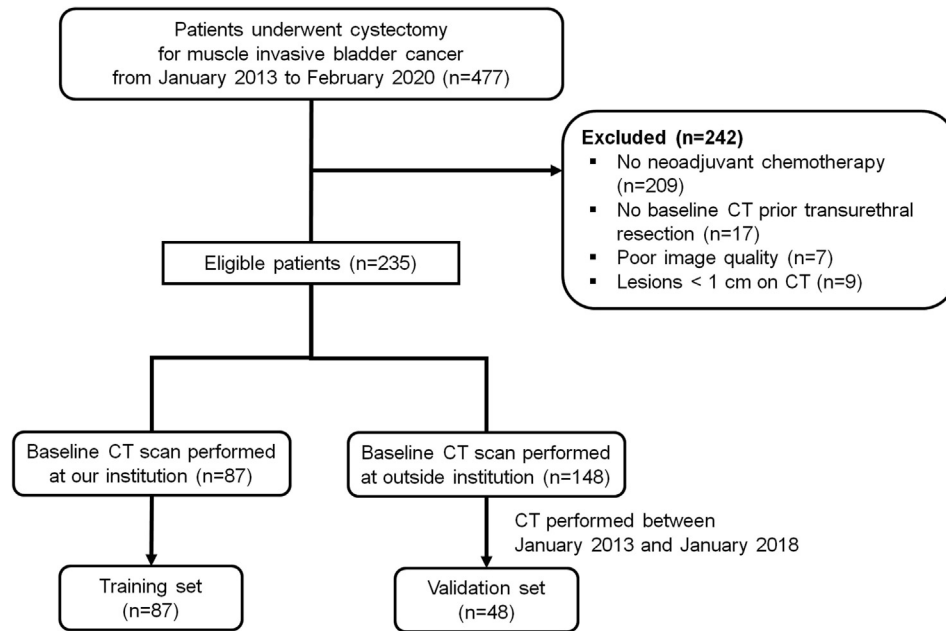 Patients underwent cystectomy
for muscle invasive bladder cancer
from January 2013 to February 2020 (n=477)
Excluded (n=242)
▪ No neoadjuvant chemotherapy
(n=209)
▪ No baseline CT prior transurethral
resection (n=17)
▪ Poor image quality (n=7)
▪ Lesions < 1 cm on CT (n=9)
Eligible patients (n=235)
Baseline CT scan performed
at our institution (n=87)
Baseline CT scan performed
at outside institution (n=148)
CT performed between
January 2013 and January 2018
Training set
(n=87)
Validation set
(n=48)